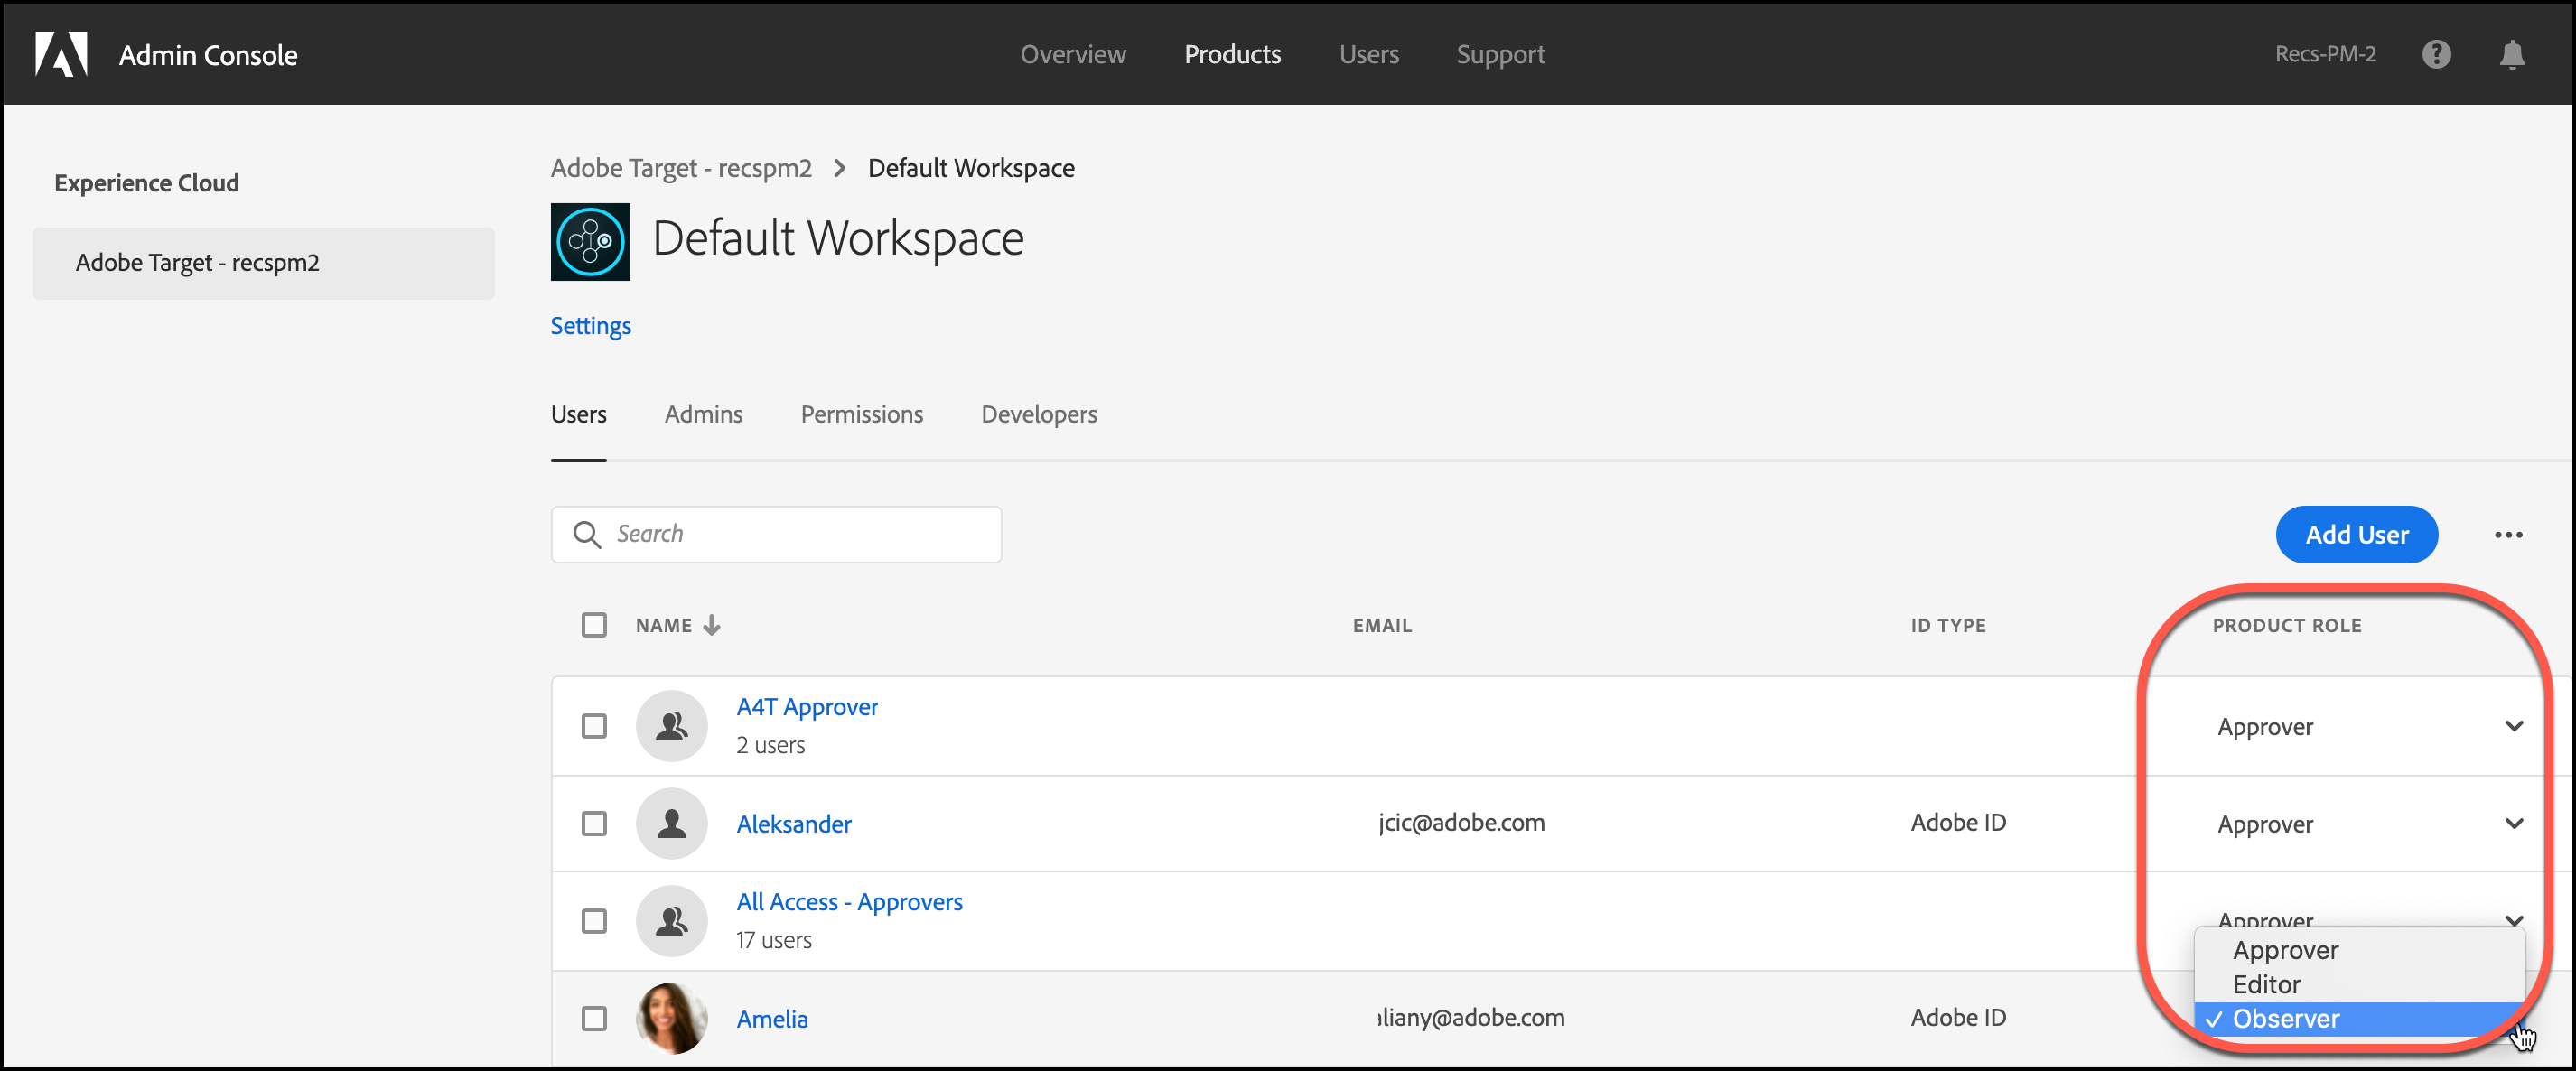 Admin Console
Overview Products Users Support
Recs-PM-2
Experience Cloud
Adobe Target - recspm2
Adobe Target - recspm2 > Default Workspace
Default Workspace
Settings
Users Admins Permissions Developers
Search
Add User
NAME EMAIL ID TYPE PRODUCT ROLE
A4T Approver
2 users
Approver
Aleksander jcic@adobe.com Adobe ID Approver
All Access - Approvers
17 users
Approver
Approver
Editor
Amelia aliany@adobe.com Adobe ID
✓ Observer